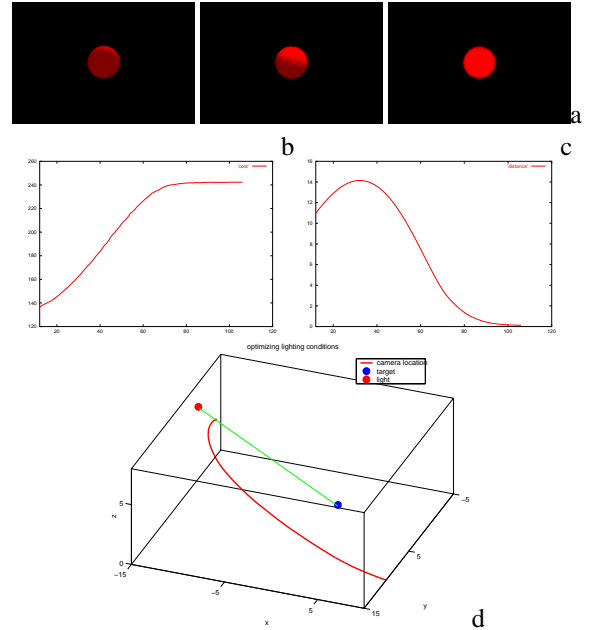 a
b
c
260
240
220
200
180
160
140
120
20 40 60 80 100 120
'cost'
16
14
12
10
8
6
4
2
0
20 40 60 80 100 120
'distance'
optimizing lighting conditions
camera location
target
light
5
0
z
−15
−5
5
15
x
−5
5
y
d